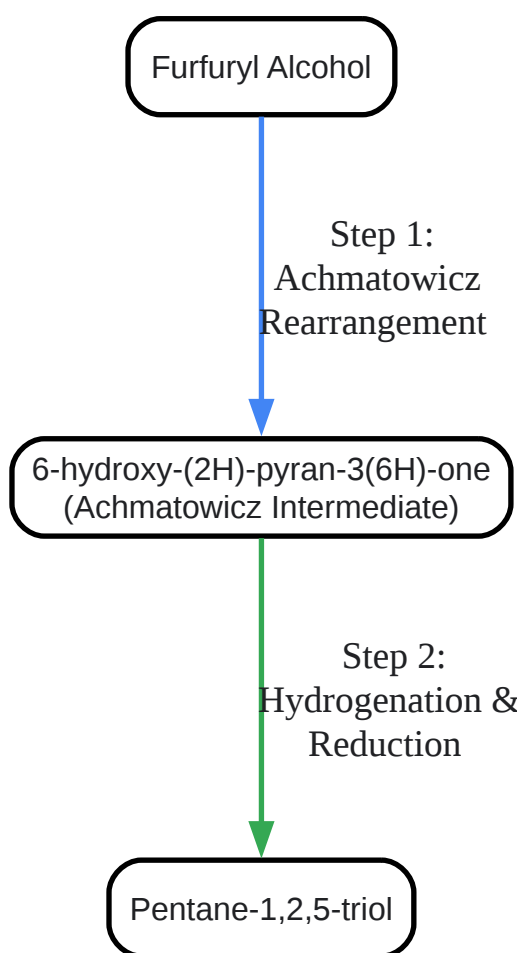 Furfuryl Alcohol
Step 1:
Achmatowicz
Rearrangement
6-hydroxy-(2H)-pyran-3(6H)-one
(Achmatowicz Intermediate)
Step 2:
Hydrogenation &
Reduction
Pentane-1,2,5-triol